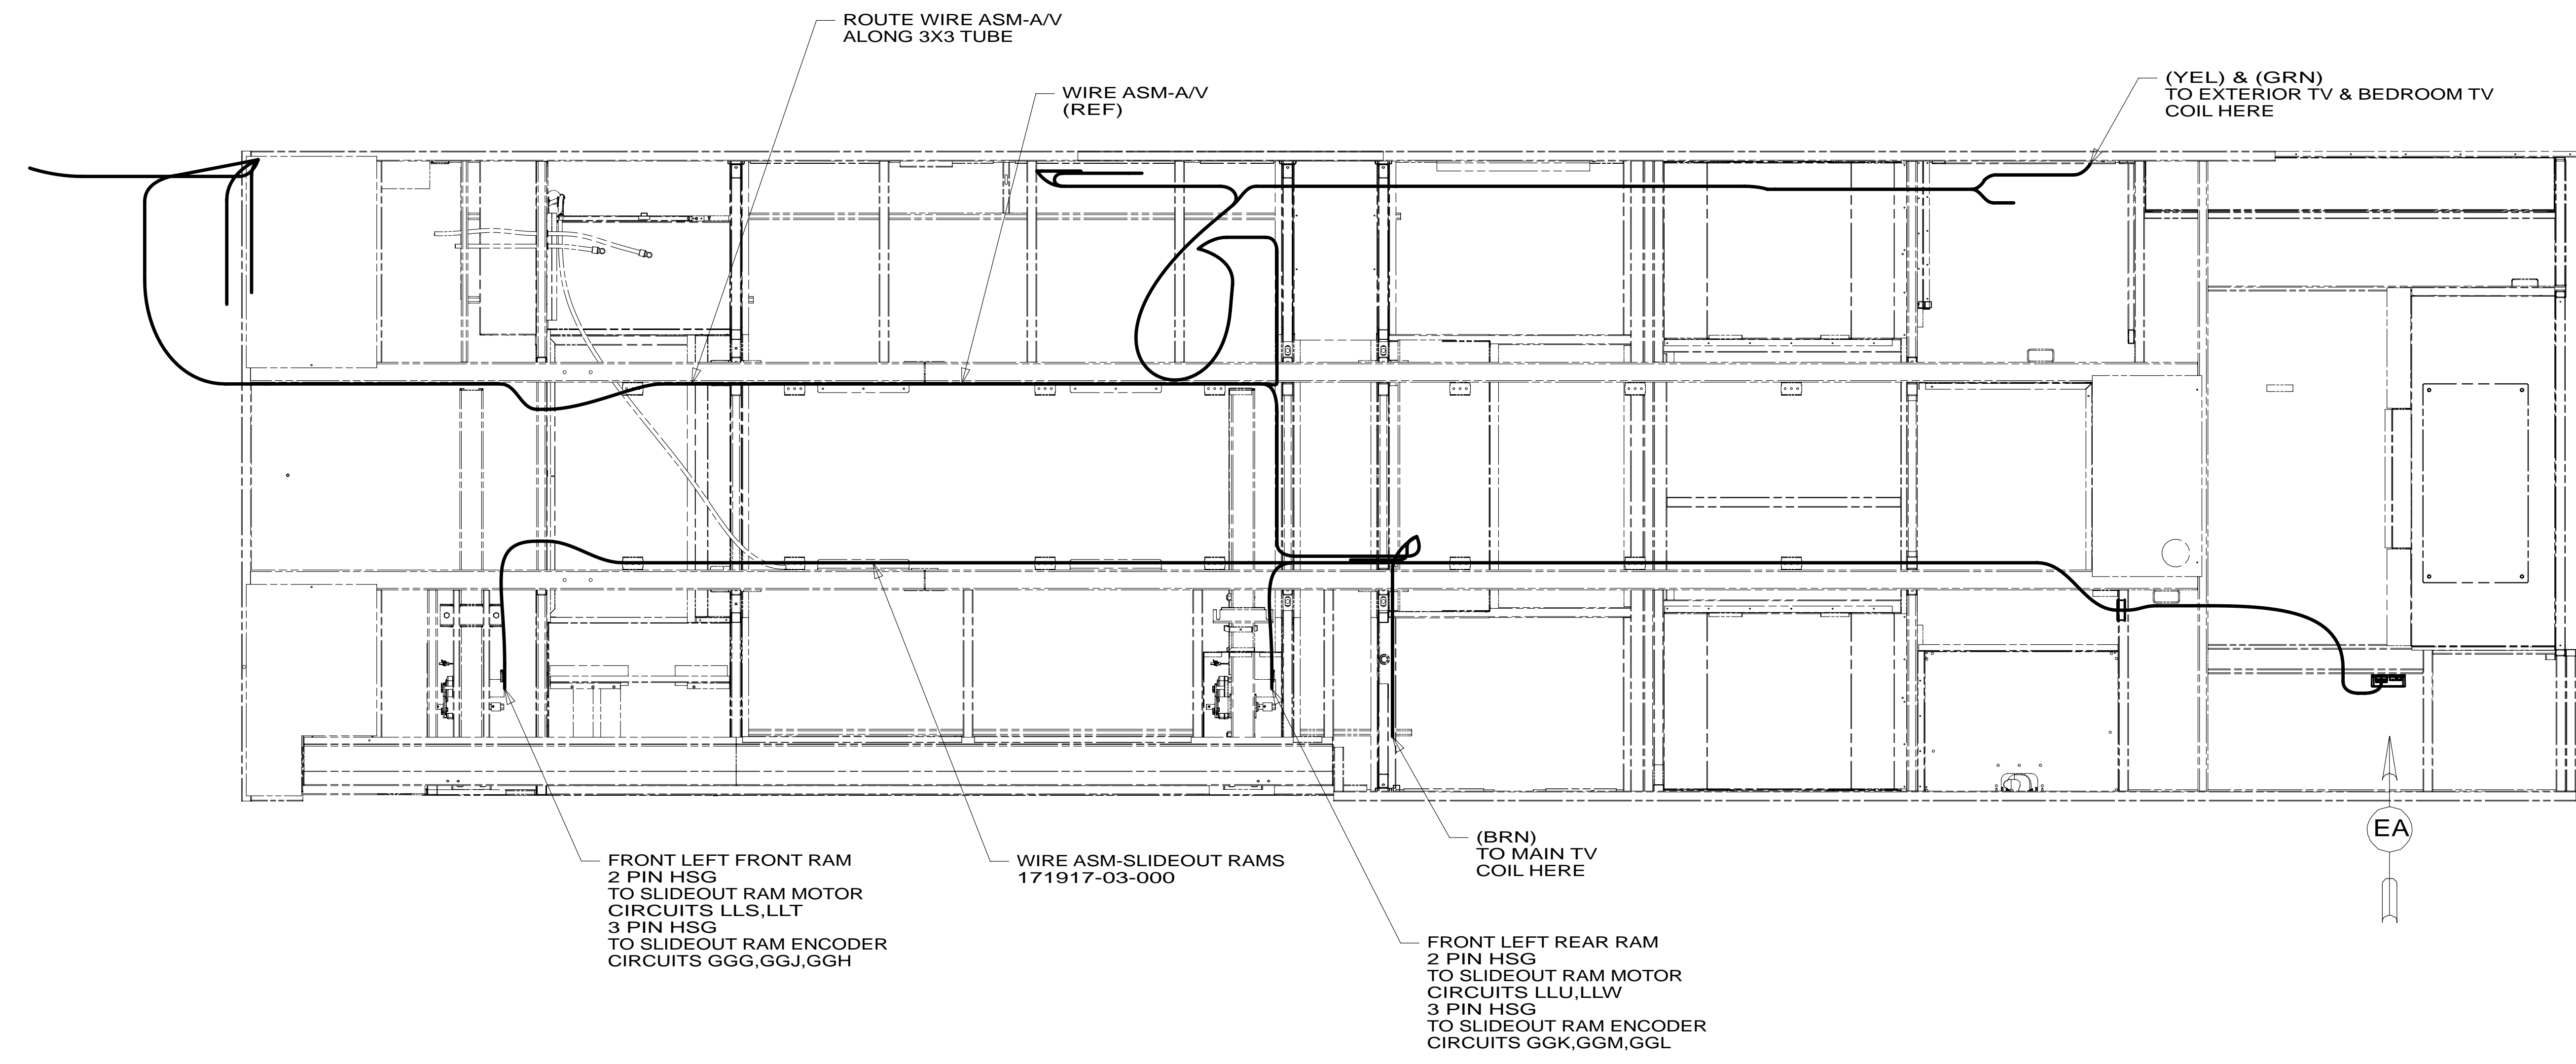 ROUTE WIRE ASM-A/V
ALONG 3X3 TUBE
WIRE ASM-A/V
(REF)
(YEL) & (GRN)
TO EXTERIOR TV & BEDROOM TV
COIL HERE
FRONT LEFT FRONT RAM
2 PIN HSG
TO SLIDEOUT RAM MOTOR
CIRCUITS LLS,LLT
3 PIN HSG
TO SLIDEOUT RAM ENCODER
CIRCUITS GGG,GGJ,GGH
WIRE ASM-SLIDEOUT RAMS
171917-03-000
(BRN)
TO MAIN TV
COIL HERE
FRONT LEFT REAR RAM
2 PIN HSG
TO SLIDEOUT RAM MOTOR
CIRCUITS LLU,LLW
3 PIN HSG
TO SLIDEOUT RAM ENCODER
CIRCUITS GGK,GGM,GGL
EA